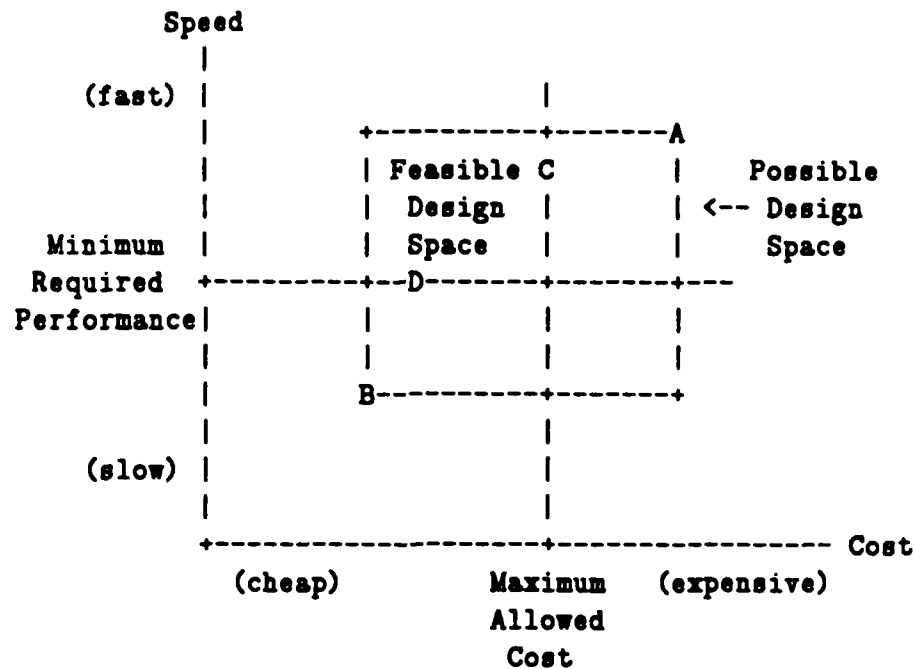 Speed
(fast)
A
Feasible C Possible
Design <-- Design
Minimum Space Space
Required D
Performance
B
(slow)
Cost
(cheap) Maximum (expensive)
Allowed
Cost